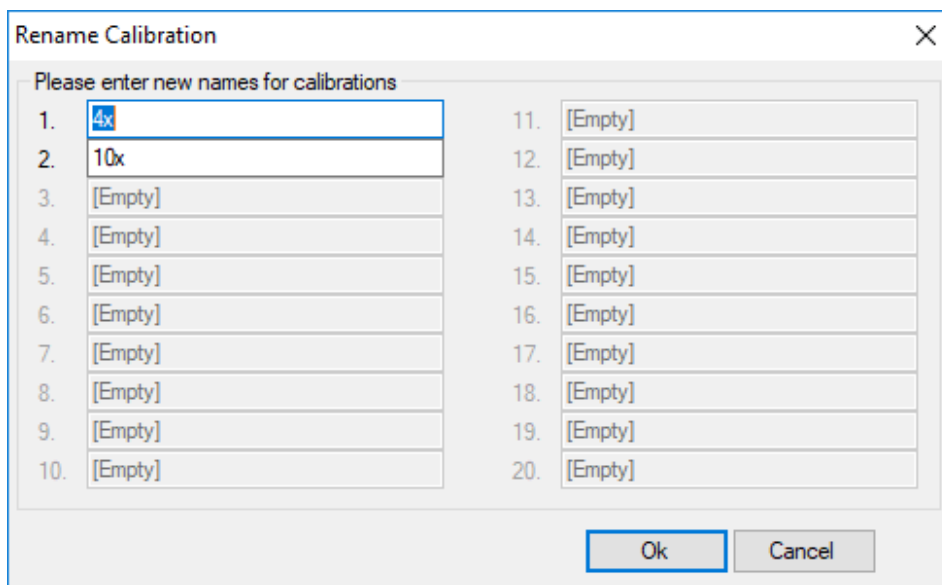 Rename Calibration
Please enter new names for calibrations
1. 4x
2. 10x
3. [Empty]
4. [Empty]
5. [Empty]
6. [Empty]
7. [Empty]
8. [Empty]
9. [Empty]
10. [Empty]
11. [Empty]
12. [Empty]
13. [Empty]
14. [Empty]
15. [Empty]
16. [Empty]
17. [Empty]
18. [Empty]
19. [Empty]
20. [Empty]
Ok Cancel